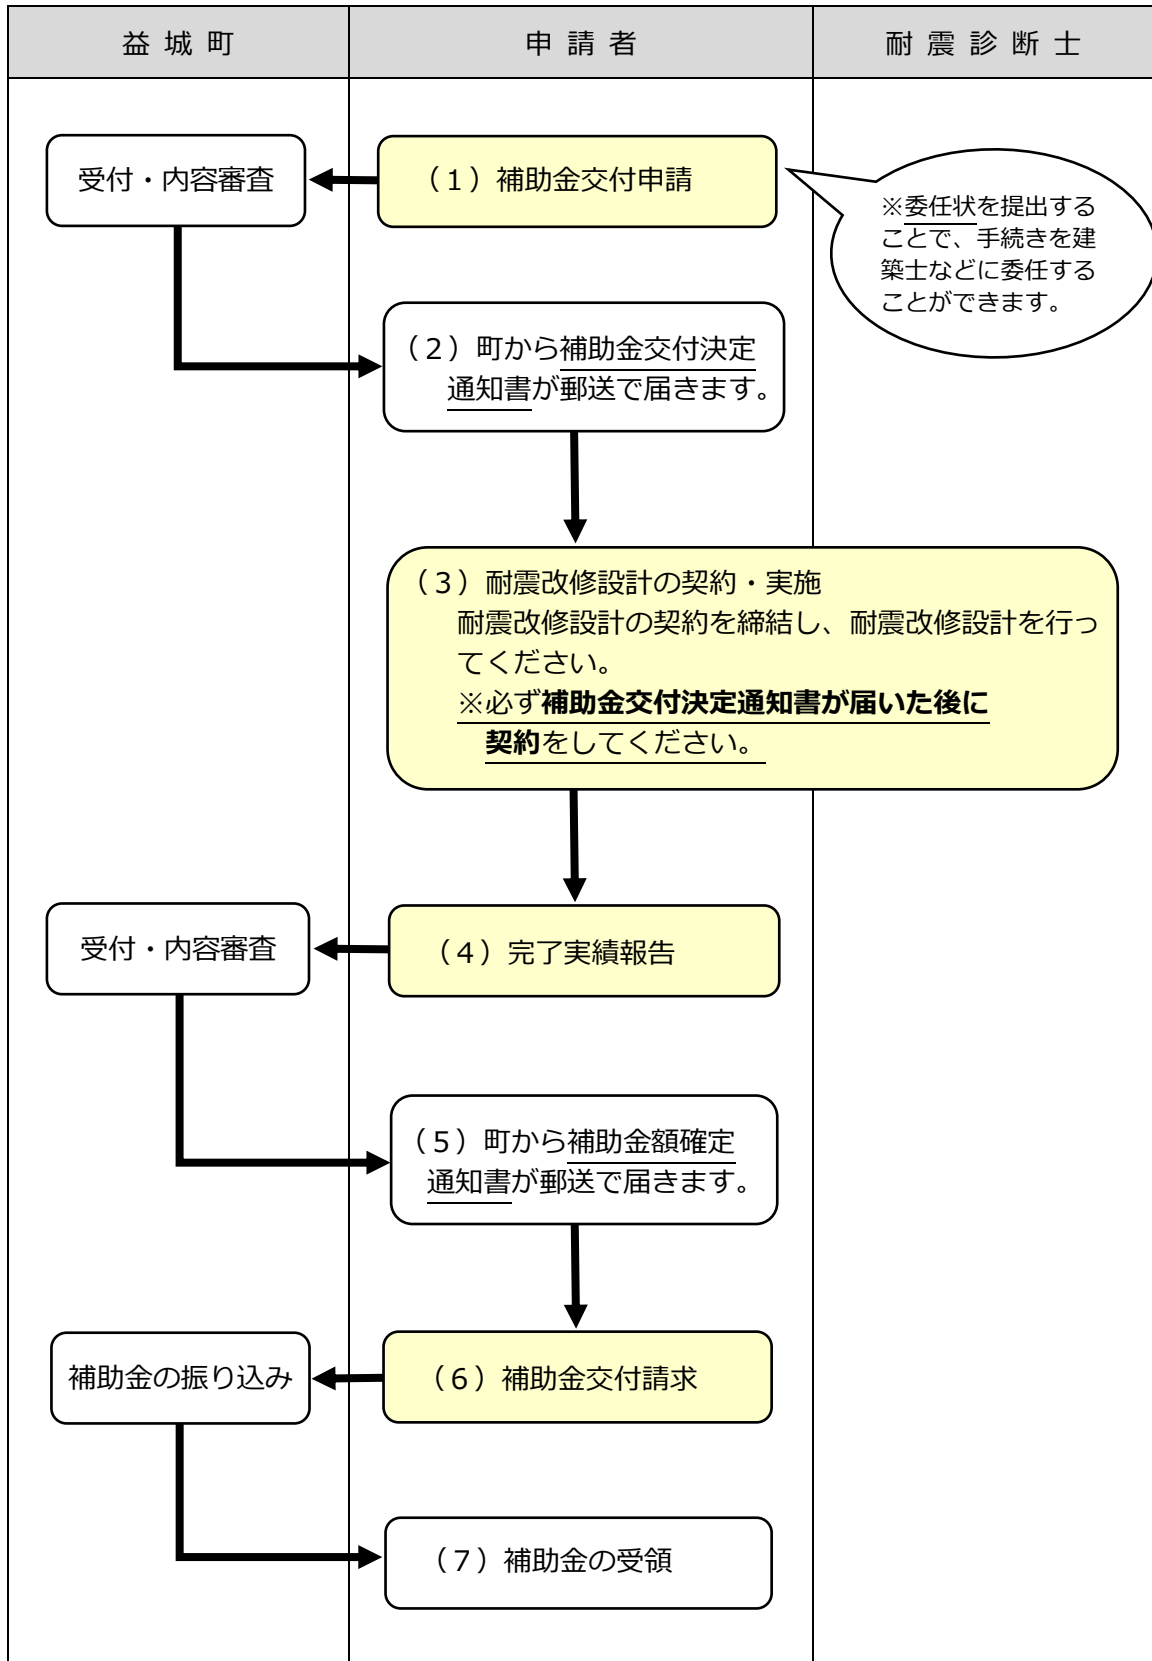 益城町
申請者
耐震診断士
受付・内容審査
（1）補助金交付申請
※委任状を提出する
ことで、手続きを建
築士などに委任する
ことができます。
（2）町から補助金交付決定
通知書が郵送で届きます。
（3）耐震改修設計の契約・実施
耐震改修設計の契約を締結し、耐震改修設計を行っ
てください。
※必ず補助金交付決定通知書が届いた後に
契約をしてください。
受付・内容審査
（4）完了実績報告
（5）町から補助金額確定
通知書が郵送で届きます。
補助金の振り込み
（6）補助金交付請求
（7）補助金の受領